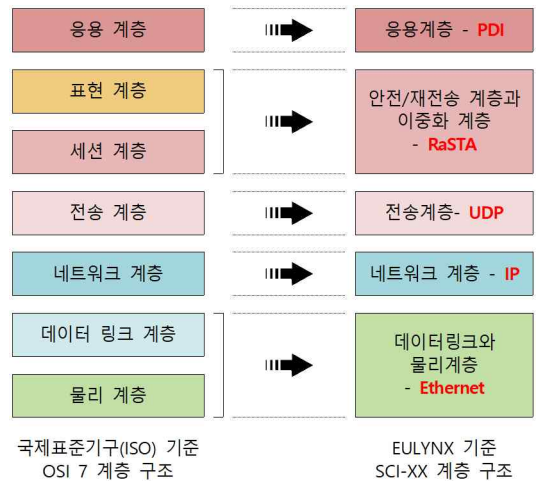 응용 계층
응용계층 - PDI
표현 계층
세션 계층
안전/재전송 계층과
이중화 계층
- RaSTA
전송 계층
전송계층- UDP
네트워크 계층
네트워크 계층 - IP
데이터 링크 계층
물리 계층
데이터링크와
물리계층
- Ethernet
국제표준기구(ISO) 기준
OSI 7 계층 구조
EULYNX 기준
SCI-XX 계층 구조